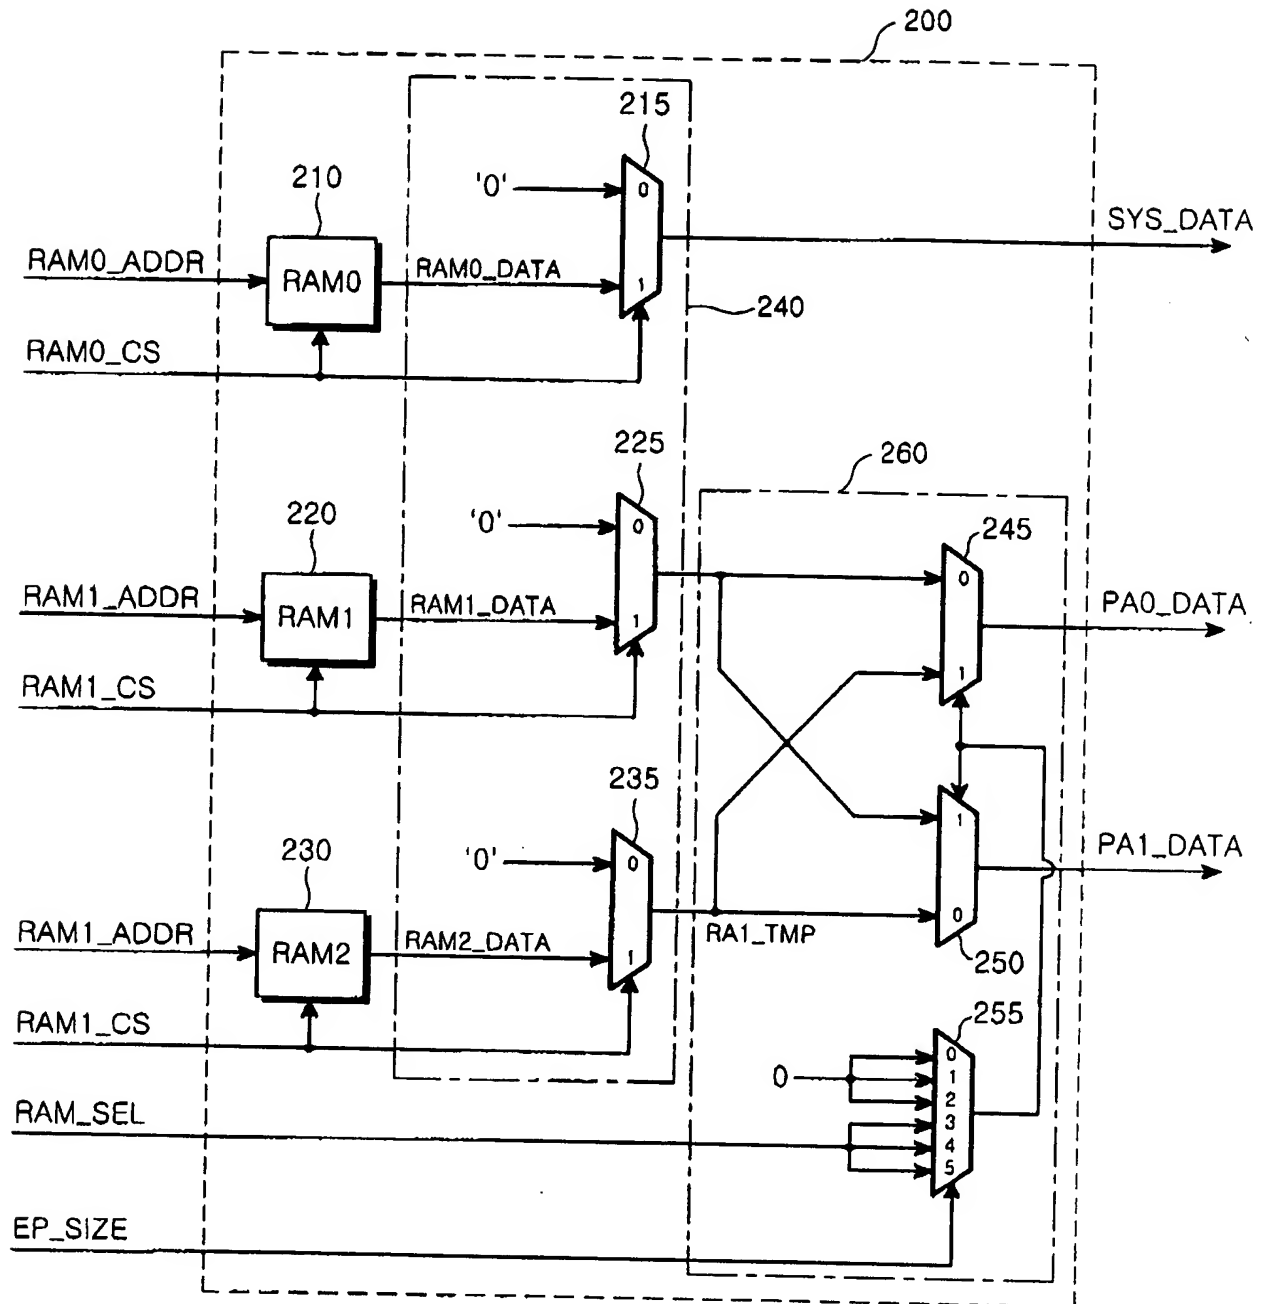 200
215
'0'
0
210
SYS_DATA
RAM0_ADDR
RAM0
RAM0_DATA
1
240
RAM0_CS
225
260
'0'
0
245
220
0
RAM1_ADDR
RAM1
RAM1_DATA
1
PA0_DATA
1
RAM1_CS
235
1
'0'
0
PA1_DATA
230
0
RAM1_ADDR
RAM2
RAM2_DATA
1
RA1_TMP
250
RAM1_CS
255
0
0
1
2
RAM_SEL
3
4
5
EP_SIZE